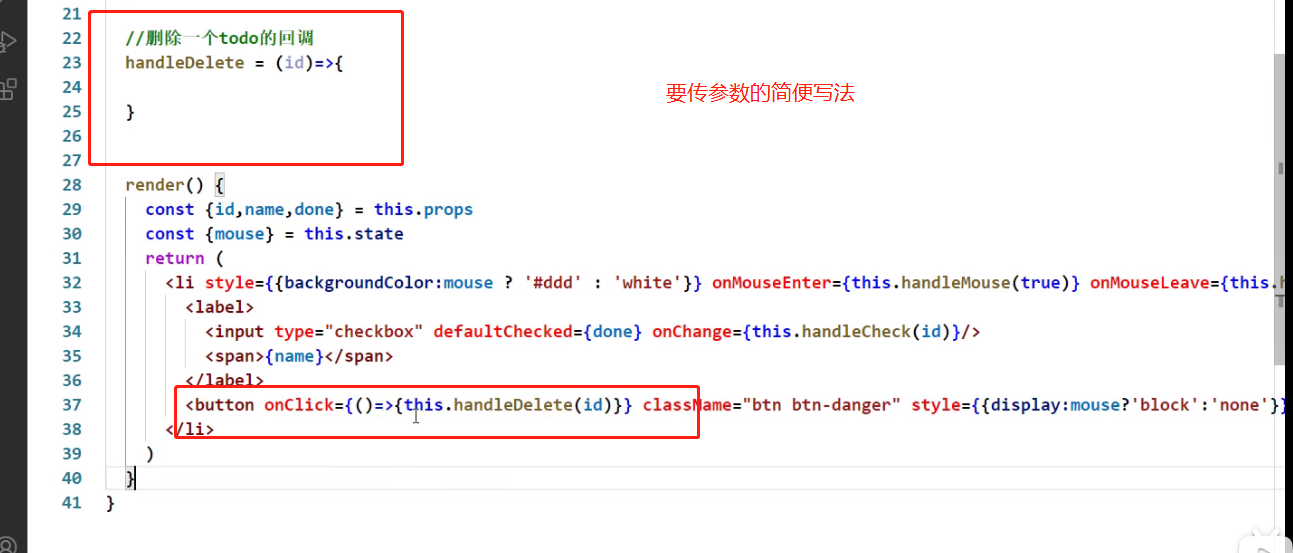 21
22 //删除一个todo的回调
23 handleDelete = (id)=>{
24
25 }
26
27
要传参数的简便写法
28 render() {
29 const {id,name,done} = this.props
30 const {mouse} = this.state
31 return (
32 <li style={{backgroundColor:mouse ? '#ddd' : 'white'}} onMouseEnter={this.handleMouse(true)} onMouseLeave={this.
33 <label>
34 <input type="checkbox" defaultChecked={done} onChange={this.handleCheck(id)}/>
35 <span>{name}</span>
36 </label>
37 <button onClick={()=>{this.handleDelete(id)}} className="btn btn-danger" style={{display:mouse?'block':'none'}}
38 </li>
39 )
40 }
41 }